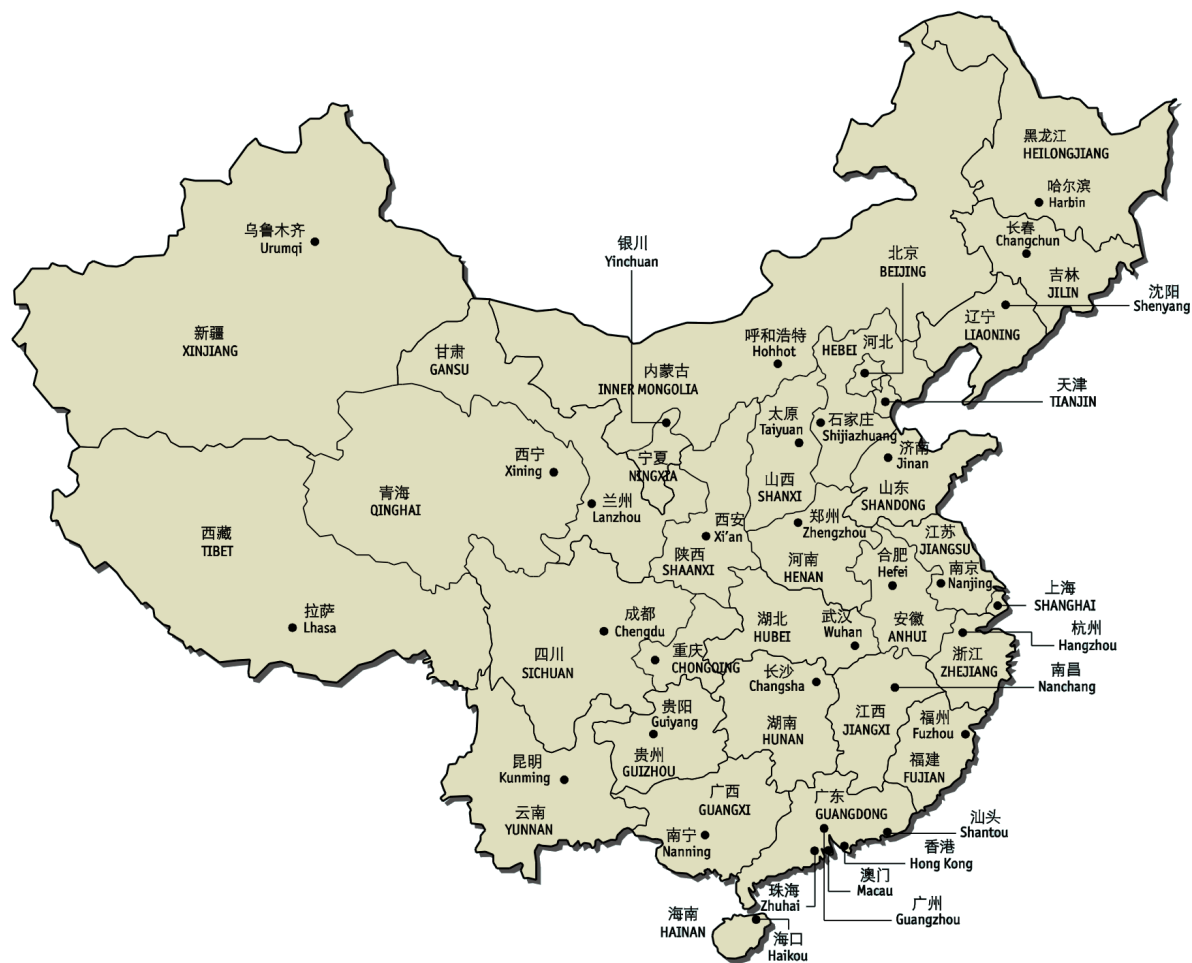 黑龙江
HEILONGJIANG
哈尔滨
Harbin
乌鲁木齐
Urumqi
银川
Yinchuan
长春
Changchun
北京
BEIJING
吉林
JILIN
沈阳
Shenyang
辽宁
LIAONING
新疆
XINJIANG
甘肃
GANSU
呼和浩特
Hohhot
HEBEI 河北
内蒙古
INNER MONGOLIA
天津
TIANJIN
太原
Taiyuan
石家庄
Shijiazhuang
济南
Jinan
西宁
Xining
宁夏
NINGXIA
青海
QINGHAI
兰州
Lanzhou
山西
SHANXI
山东
SHANDONG
西安
Xi'an
郑州
Zhengzhou
西藏
TIBET
陕西
SHAANXI
河南
HENAN
合肥
Hefei
江苏
JIANGSU
南京
Nanjing
上海
SHANGHAI
拉萨
Lhasa
成都
Chengdu
湖北
HUBEI
武汉
Wuhan
安徽
ANHUI
杭州
Hangzhou
四川
SICHUAN
重庆
CHONGQING
长沙
Changsha
浙江
ZHEJIANG
南昌
Nanchang
贵阳
Guiyang
湖南
HUNAN
江西
JIANGXI
福州
Fuzhou
昆明
Kunming
贵州
GUIZHOU
福建
FUJIAN
云南
YUNNAN
广西
GUANGXI
广东
GUANGDONG
南宁
Nanning
汕头
Shantou
香港
Hong Kong
澳门
Macau
珠海
Zhuhai
广州
Guangzhou
海南
HAINAN
海口
Haikou